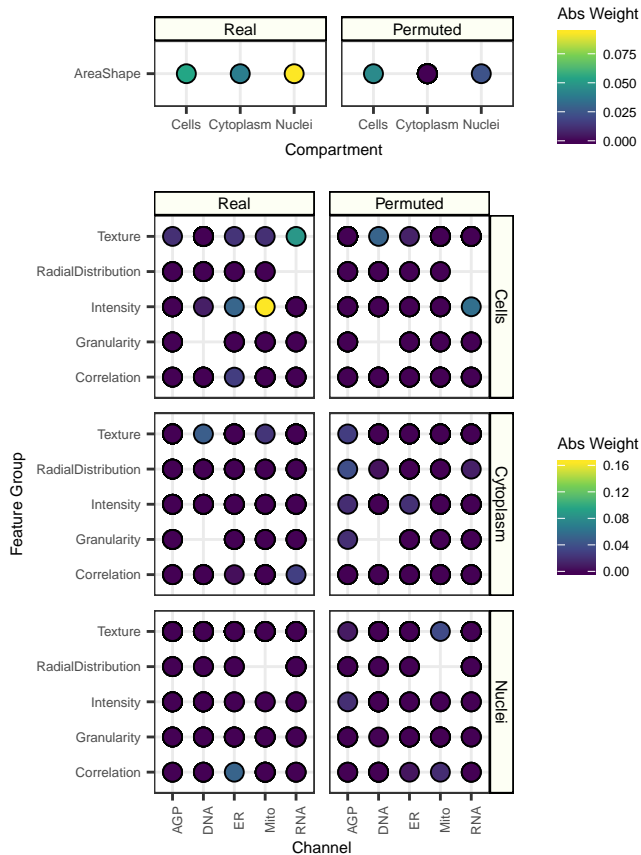 Real Permuted
AreaShape
Cells Cytoplasm Nuclei Cells Cytoplasm Nuclei
Compartment
Abs Weight
0.075
0.050
0.025
0.000
Real Permuted
Texture
RadialDistribution
Intensity
Granularity
Correlation
Cells
Texture
RadialDistribution
Intensity
Granularity
Correlation
Cytoplasm
Texture
RadialDistribution
Intensity
Granularity
Correlation
Nuclei
Feature Group
AGP DNA ER Mito RNA AGP DNA ER Mito RNA
Channel
Abs Weight
0.16
0.12
0.08
0.04
0.00